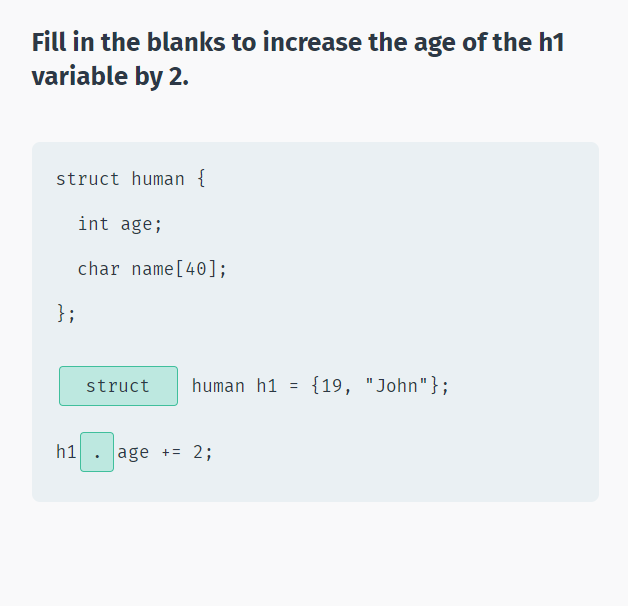 Fill in the blanks to increase the age of the h1
variable by 2.
struct human {
int age;
char name[40];
};
struct human h1 = {19, "John"};
h1 . age += 2;